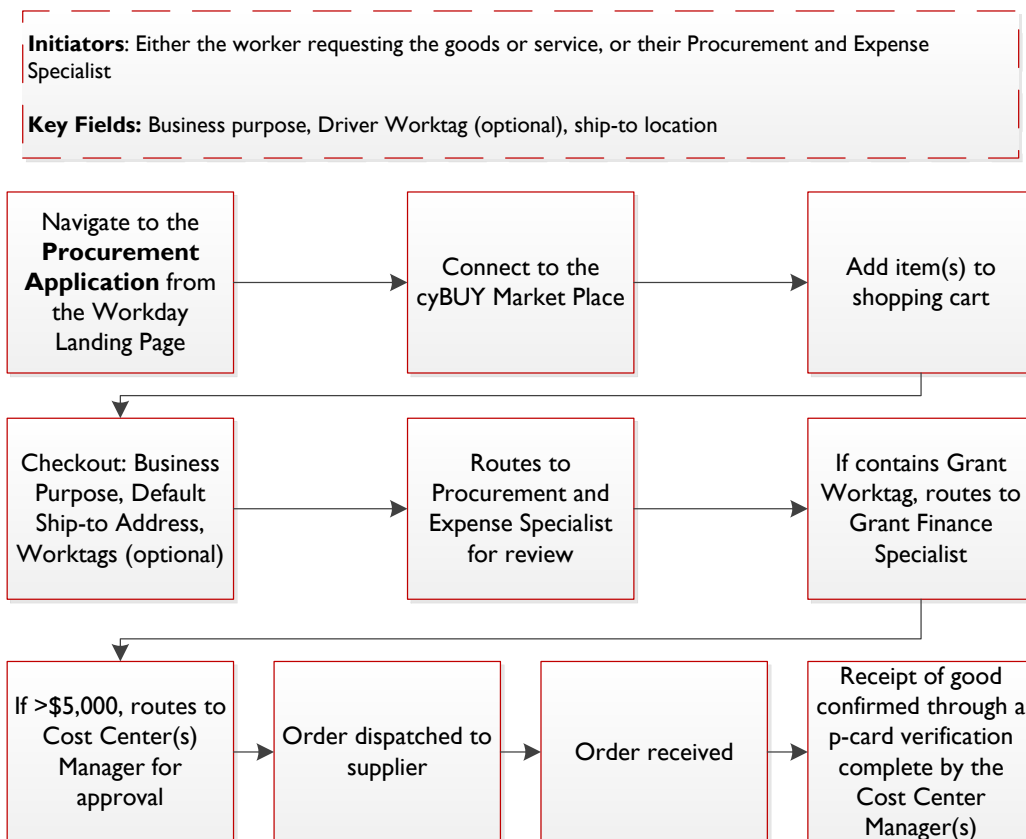 Initiators: Either the worker requesting the goods or service, or their Procurement and Expense
Specialist
Key Fields: Business purpose, Driver Worktag (optional), ship-to location
Navigate to the
Procurement
Application from
the Workday
Landing Page
Connect to the
cyBUY Market Place
Add item(s) to
shopping cart
Checkout: Business
Purpose, Default
Ship-to Address,
Worktags (optional)
Routes to
Procurement and
Expense Specialist
for review
If contains Grant
Worktag, routes to
Grant Finance
Specialist
If >$5,000, routes to
Cost Center(s)
Manager for
approval
Order dispatched to
supplier
Order received
Receipt of good
confirmed through a
p-card verification
complete by the
Cost Center
Manager(s)